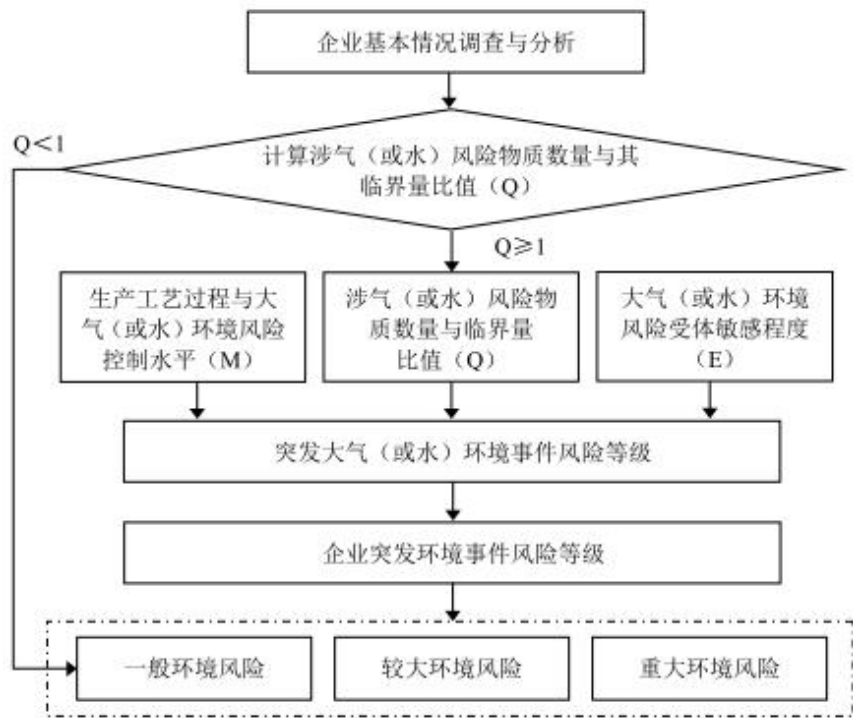 企业基本情况调查与分析
Q＜1
计算涉气（或水）风险物质数量与其
临界量比值（Q）
Q≥1
生产工艺过程与大
气（或水）环境风险
控制水平（M）
涉气（或水）风险物
质数量与临界量
比值（Q）
大气（或水）环境
风险受体敏感程度
（E）
突发大气（或水）环境事件风险等级
企业突发环境事件风险等级
一般环境风险
较大环境风险
重大环境风险